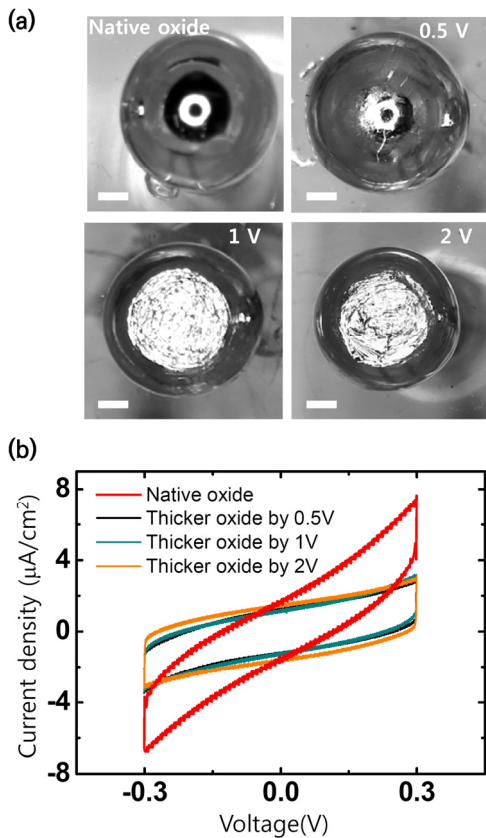 (a)
Native oxide
0.5 V
1 V
2 V
(b)
Native oxide
Thicker oxide by 0.5V
Thicker oxide by 1V
Thicker oxide by 2V
Current density (μA/cm²)
8
4
0
-4
-8
-0.3 0.0 0.3
Voltage(V)